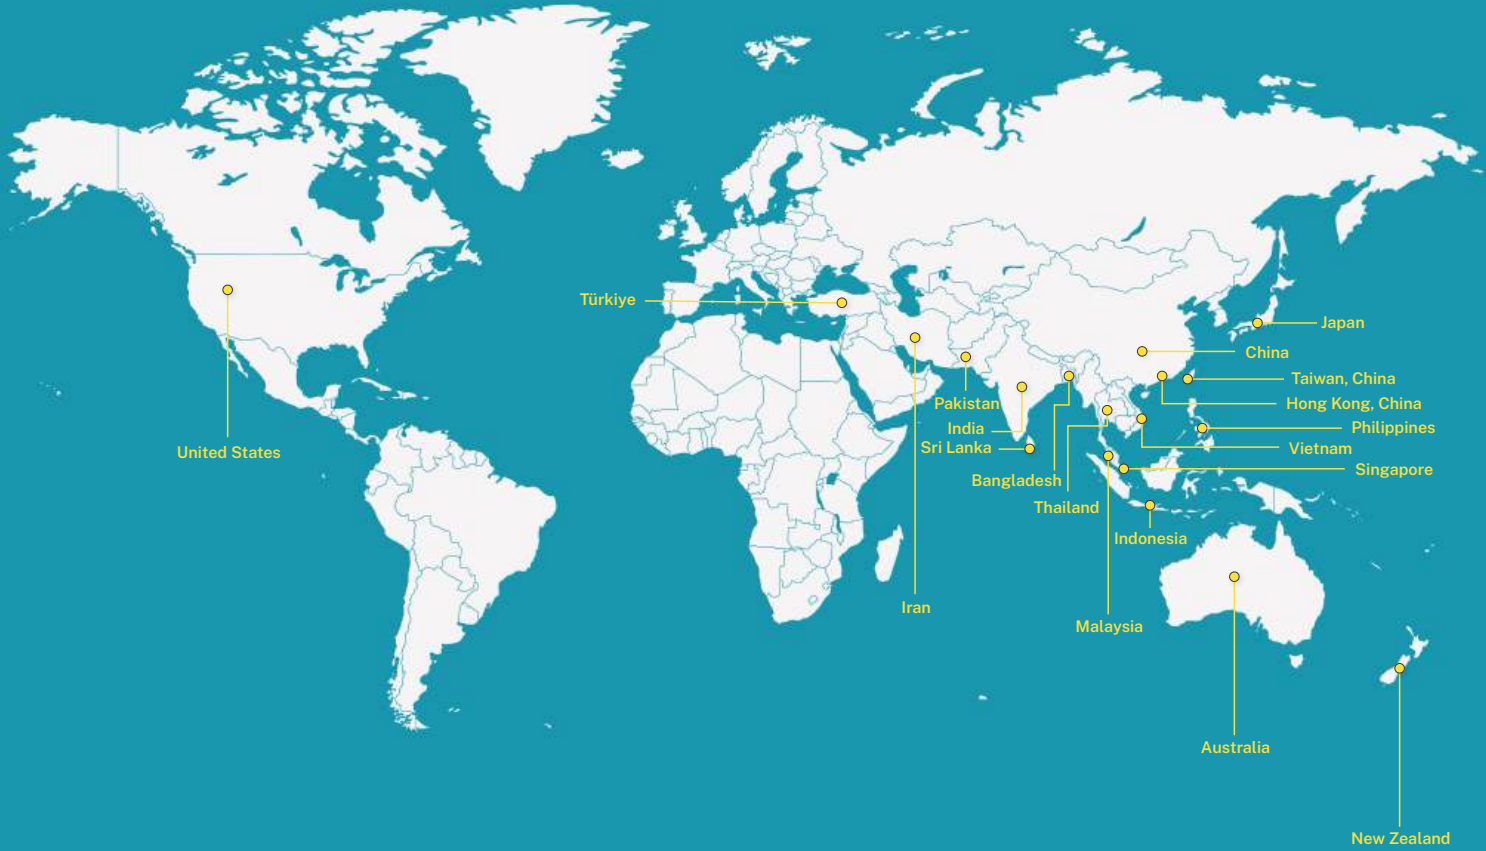 Türkiye
Japan
China
Taiwan, China
Hong Kong, China
Pakistan
Philippines
India
Sri Lanka
Vietnam
United States
Singapore
Bangladesh
Thailand
Indonesia
Iran
Malaysia
Australia
New Zealand